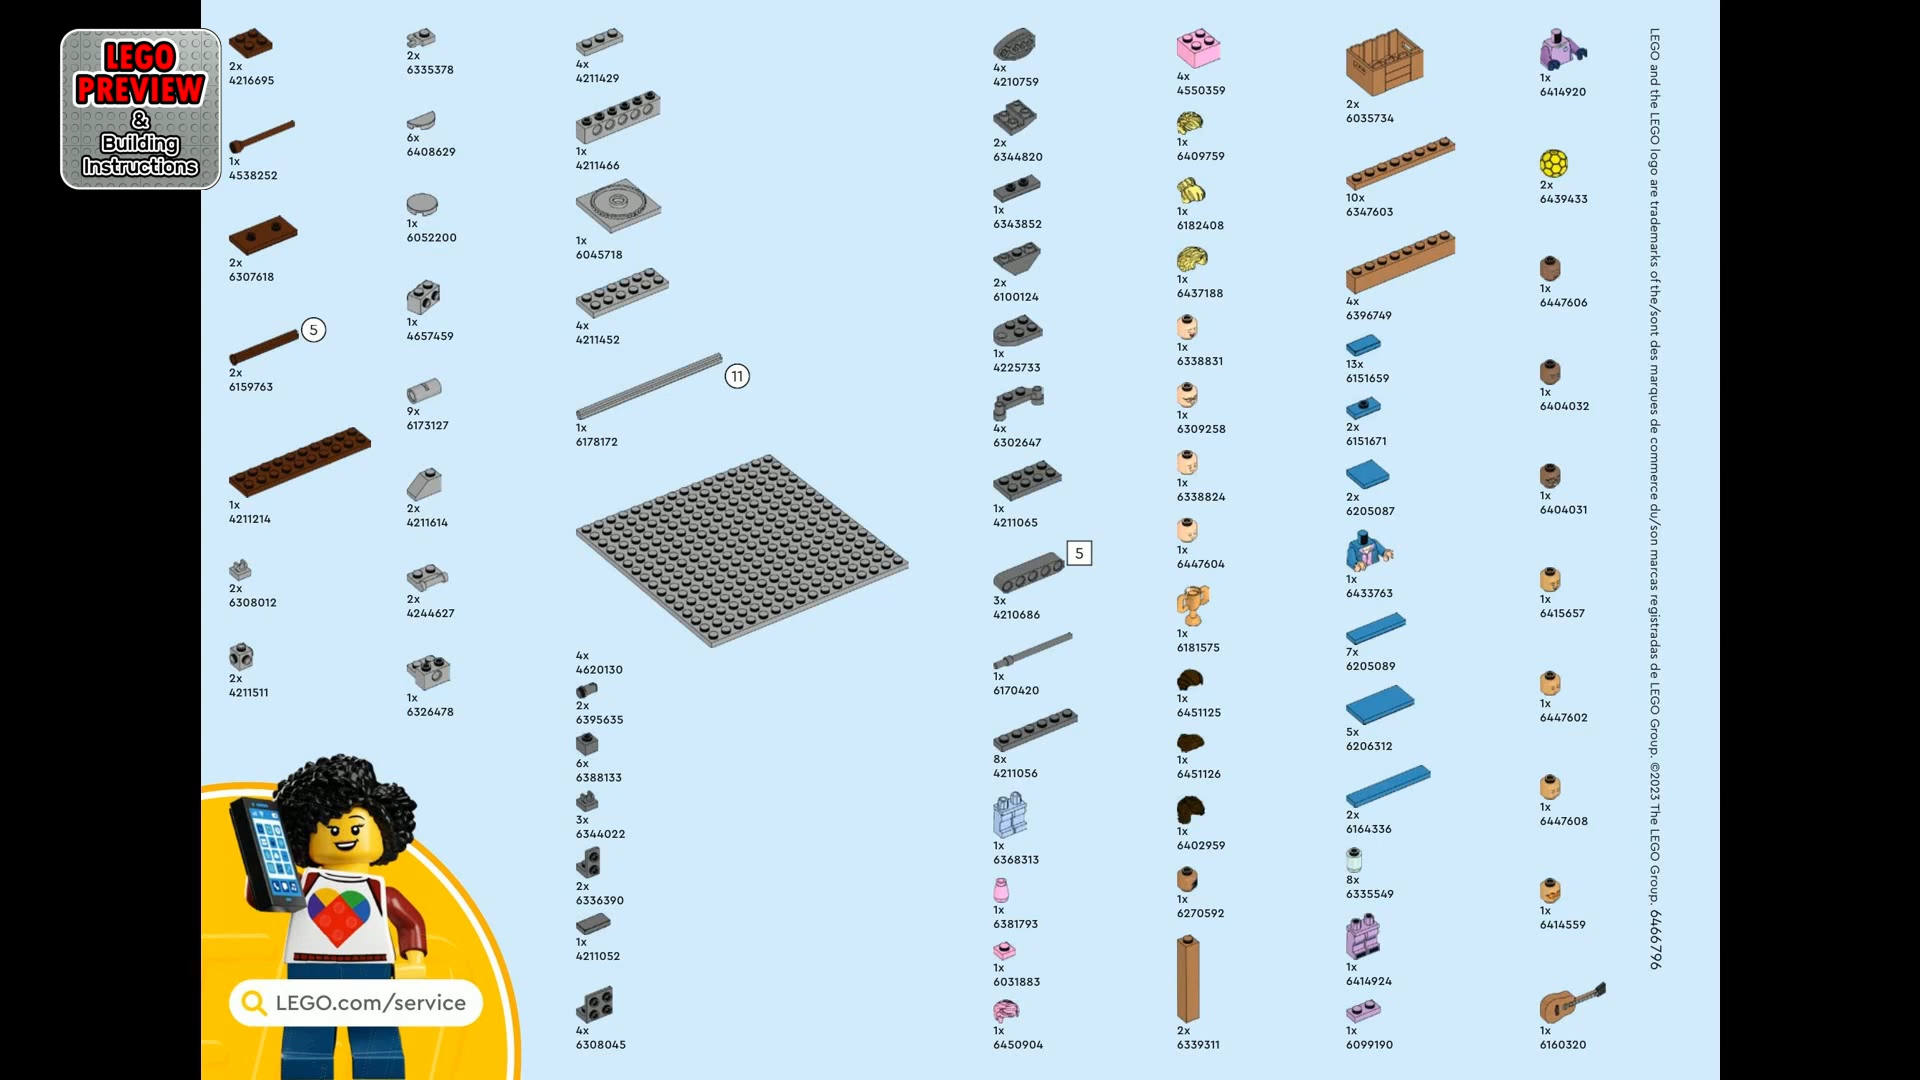 LEGO
PREVIEW
&
Building
Instructions
2x
4216695
1x
4538252
2x
6307618
5
2x
6159763
1x
4211214
2x
6308012
2x
4211511
2x
6335378
6x
6408629
1x
6052200
1x
4657459
9x
6173127
2x
4211614
2x
4244627
1x
6326478
4x
4211429
1x
4211466
1x
6045718
4x
4211452
11
1x
6178172
4x
4620130
2x
6395635
6x
6388133
3x
6344022
2x
6336390
1x
4211052
4x
6308045
4x
4210759
2x
6344820
1x
6343852
2x
6100124
1x
4225733
4x
6302647
1x
4211065
5
3x
4210686
1x
6170420
8x
4211056
1x
6368313
1x
6381793
1x
6031883
1x
6450904
4x
4550359
1x
6409759
1x
6182408
1x
6437188
1x
6338831
1x
6309258
1x
6338824
1x
6447604
1x
6181575
1x
6451125
1x
6451126
1x
6402959
1x
6270592
2x
6339311
2x
6035734
10x
6347603
4x
6396749
13x
6151659
2x
6151671
2x
6205087
1x
6433763
7x
6205089
5x
6206312
2x
6164336
8x
6335549
1x
6414924
1x
6099190
1x
6414920
2x
6439433
1x
6447606
1x
6404032
1x
6404031
1x
6415657
1x
6447602
1x
6447608
1x
6414559
1x
6160320
LEGO and the LEGO logo are trademarks of the/sont des marques de commerce du/son marcas registradas de LEGO Group. ©2023 The LEGO Group. 6466796
LEGO.com/service